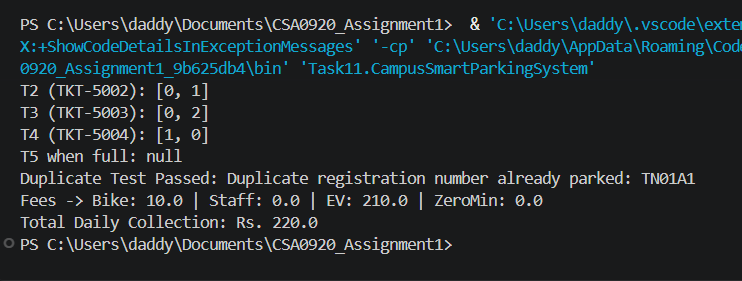 PS C:\Users\daddy\Documents\CSA0920_Assignment1>  & 'C:\Users\daddy\.vscode\exte
X:+ShowCodeDetailsInExceptionMessages' '-cp' 'C:\Users\daddy\AppData\Roaming\Code
0920_Assignment1_9b625db4\bin' 'Task11.CampusSmartParkingSystem'
T2 (TKT-5002): [0, 1]
T3 (TKT-5003): [0, 2]
T4 (TKT-5004): [1, 0]
T5 when full: null
Duplicate Test Passed: Duplicate registration number already parked: TN01A1
Fees -> Bike: 10.0 | Staff: 0.0 | EV: 210.0 | ZeroMin: 0.0
Total Daily Collection: Rs. 220.0
PS C:\Users\daddy\Documents\CSA0920_Assignment1>